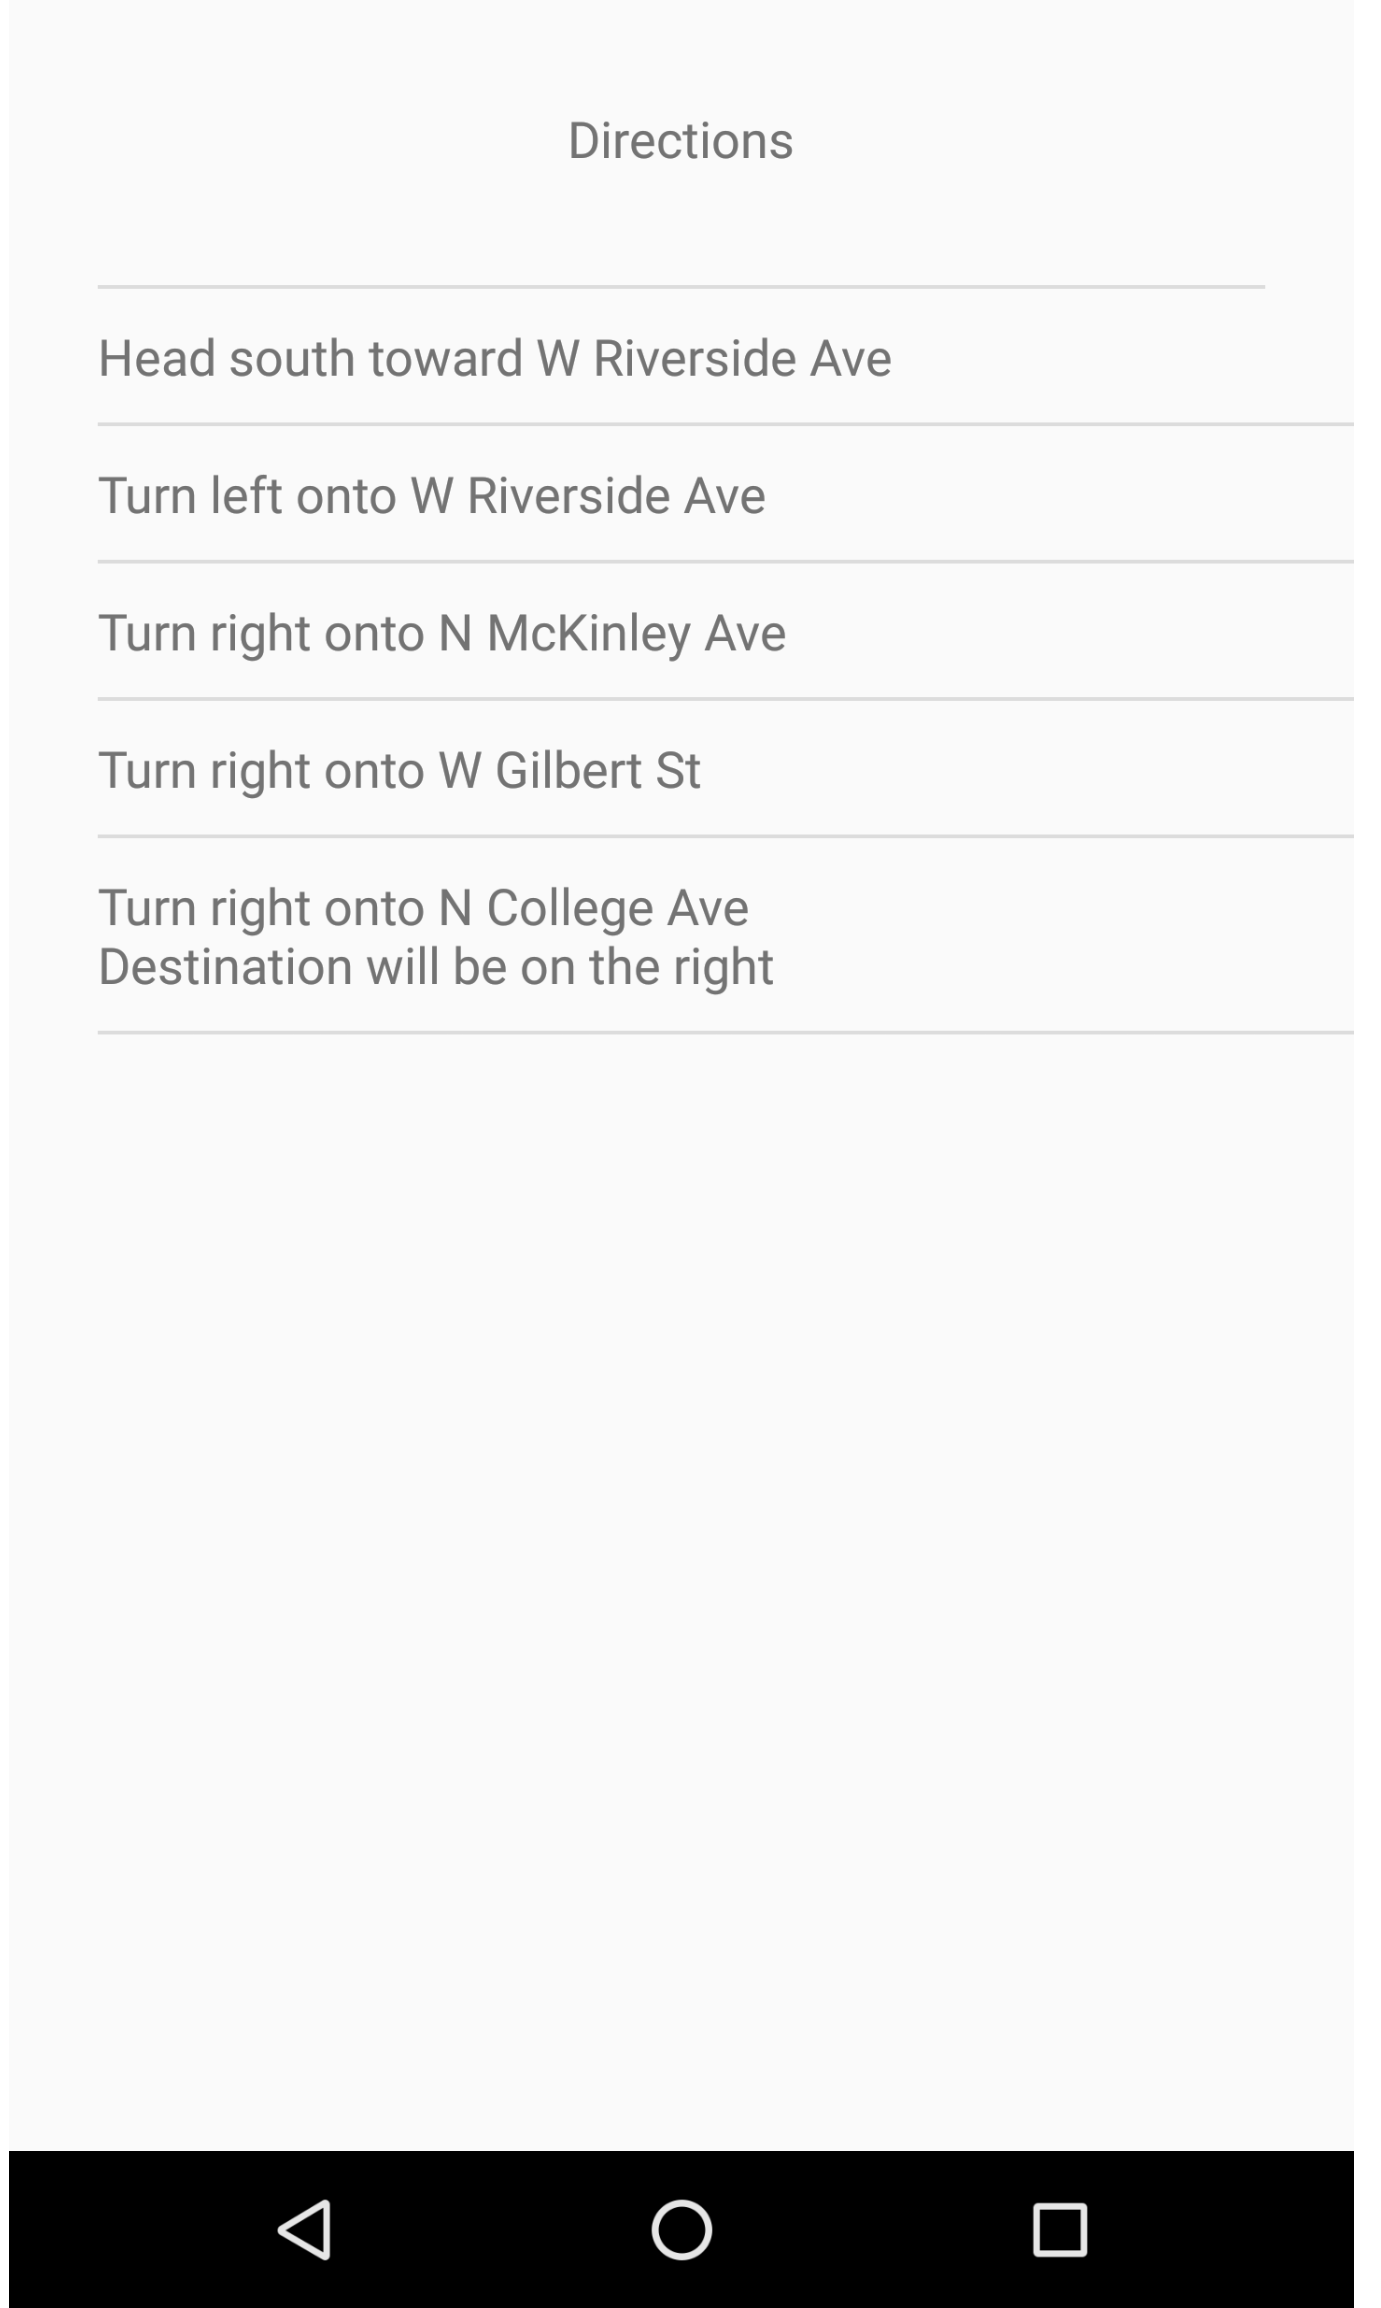 Directions
Head south toward W Riverside Ave
Turn left onto W Riverside Ave
Turn right onto N McKinley Ave
Turn right onto W Gilbert St
Turn right onto N College Ave
Destination will be on the right